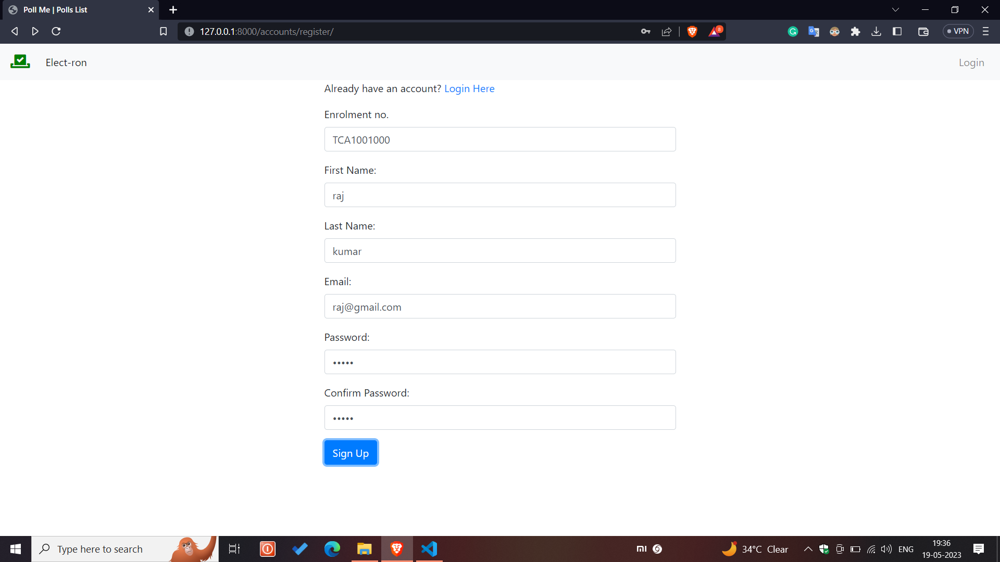 Poll Me | Polls List
127.0.0.1:8000/accounts/register/
8
VPN
Elect-ron
Login
Already have an account? Login Here
Enrolment no.
TCA1001000
First Name:
raj
Last Name:
kumar
Email:
raj@gmail.com
Password:
•••••
Confirm Password:
•••••
Sign Up
Type here to search
mi
34°C Clear
ENG
19:36
19-05-2023